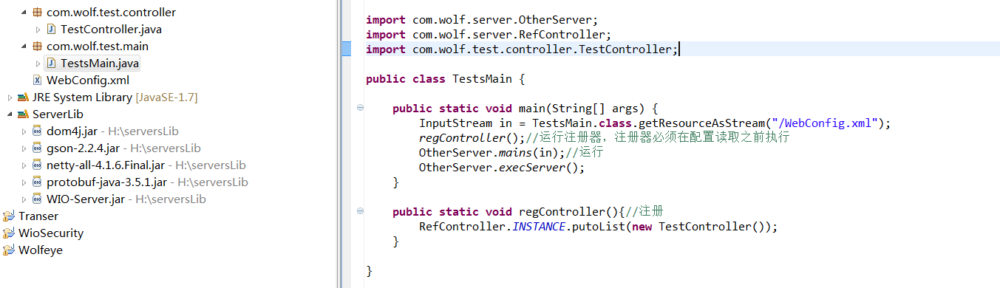 com.wolf.test.controller
TestController.java
com.wolf.test.main
TestsMain.java
WebConfig.xml
JRE System Library [JavaSE-1.7]
ServerLib
dom4j.jar - H:\serversLib
gson-2.2.4.jar - H:\serversLib
netty-all-4.1.6.Final.jar - H:\serversLib
protobuf-java-3.5.1.jar - H:\serversLib
WIO-Server.jar - H:\serversLib
Transer
WioSecurity
Wolfeye
import com.wolf.server.OtherServer;
import com.wolf.server.RefController;
import com.wolf.test.controller.TestController;
public class TestsMain {
public static void main(String[] args) {
InputStream in = TestsMain.class.getResourceAsStream("/WebConfig.xml");
regController();//运行注册器，注册器必须在配置读取之前执行
OtherServer.mains(in);//运行
OtherServer.execServer();
}
public static void regController(){//注册
RefController.INSTANCE.putoList(new TestController());
}
}